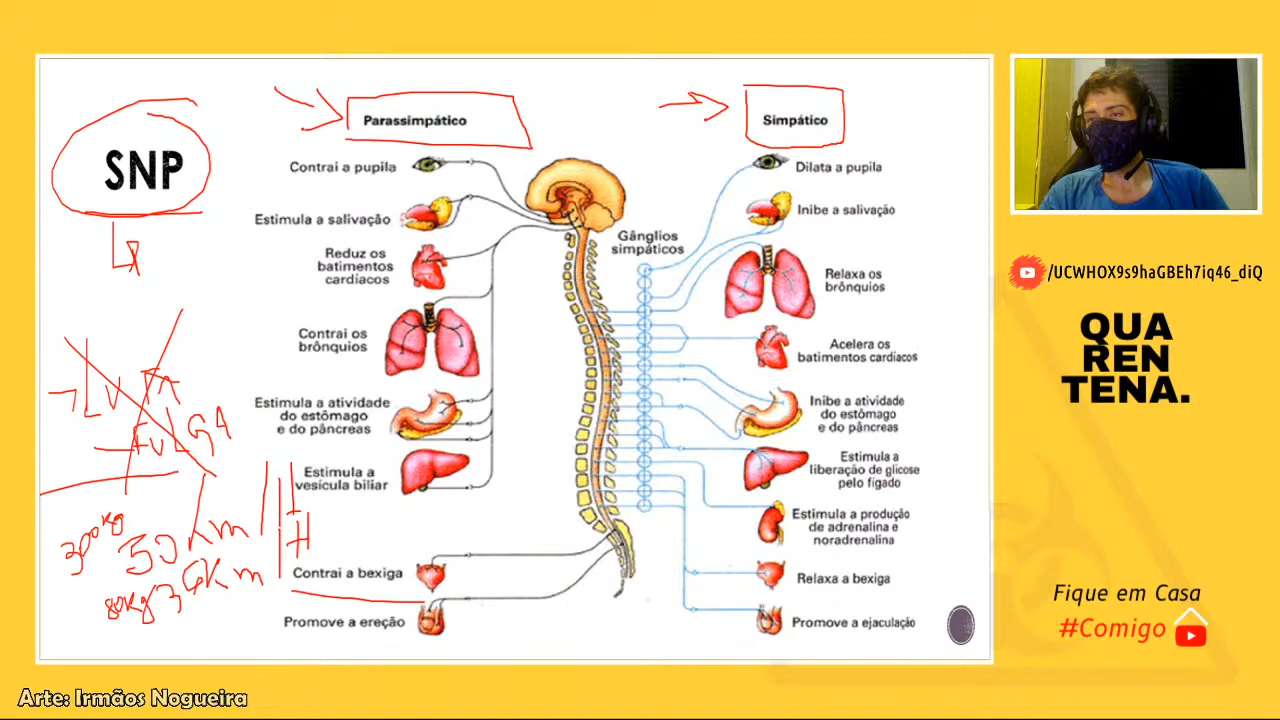 SNP
Parassimpático
Contrai a pupila
Estimula a salivação
Reduz os
batimentos
cardíacos
Contrai os
brônquios
Estimula a atividade
do estômago
e do pâncreas
Estimula a
vesícula biliar
Contrai a bexiga
Promove a ereção
Gânglios
simpáticos
Simpático
Dilata a pupila
Inibe a salivação
Relaxa os
brônquios
Acelera os
batimentos cardíacos
Inibe a atividade
do estômago
e do pâncreas
Estimula a
liberação de glicose
pelo fígado
Estimula a produção
de adrenalina e
noradrenalina
Relaxa a bexiga
Promove a ejaculação
LUTA
FUGA
300kg 50 km
80kg 36km
/UCWHOX9s9haGBEh7iq46_diQ
QUA
REN
TENA.
Fique em Casa
#Comigo
Arte: Irmãos Nogueira